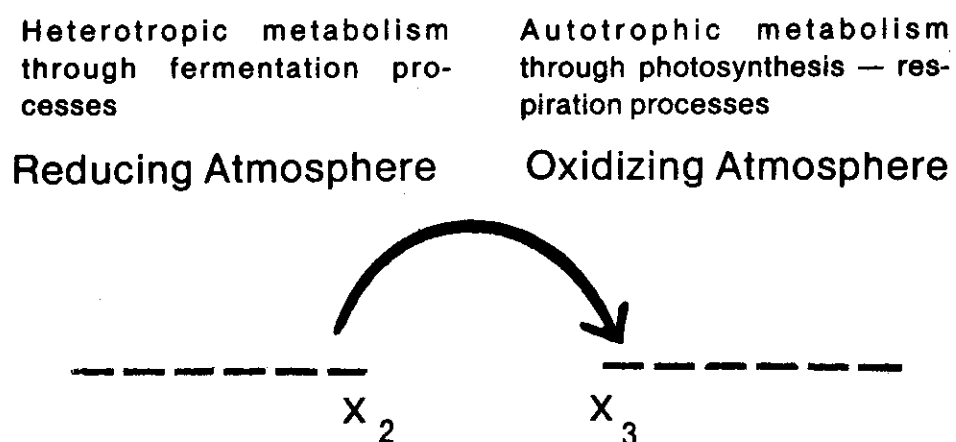 Heterotropic metabolism
through fermentation pro-
cesses
Autotrophic metabolism
through photosynthesis — res-
piration processes
Reducing Atmosphere
Oxidizing Atmosphere
X2
X3